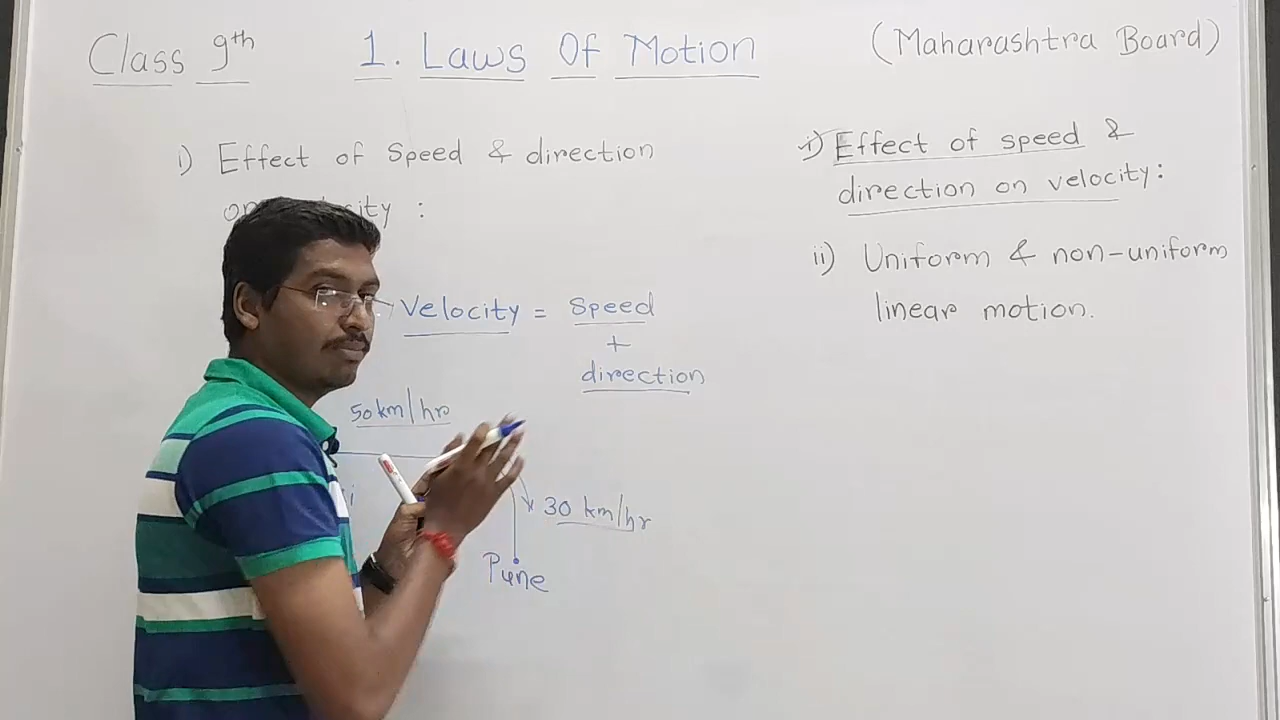 Class 9th 1. Laws Of Motion (Maharashtra Board)
i) Effect of Speed & direction
:
Velocity = Speed
+
direction
50 km/hr
30 km/hr
Pune
i) Effect of speed &
direction on velocity:
ii) Uniform & non-uniform
linear motion.